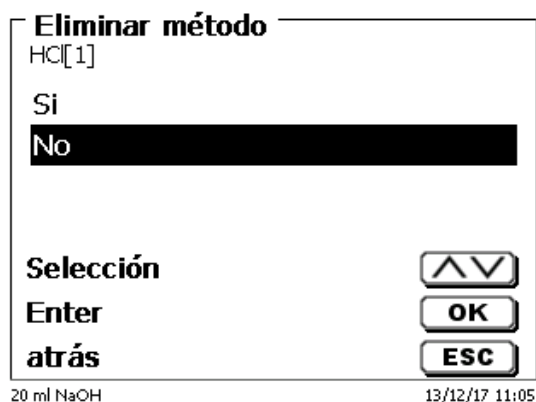 Eliminar método
HCl[1]
Si
No
Selección
Enter OK
atrás ESC
20 ml NaOH 13/12/17 11:05